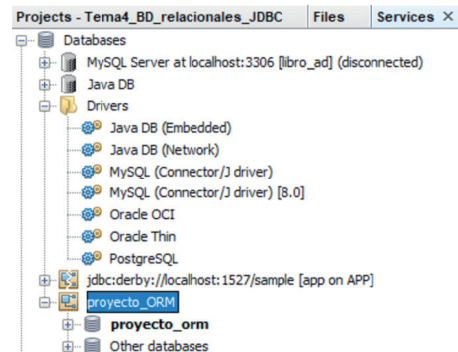 Projects - Tema4_BD_relacionales_JDBC Files Services ×
Databases
MySQL Server at localhost:3306 [libro_ad] (disconnected)
Java DB
Drivers
Java DB (Embedded)
Java DB (Network)
MySQL (Connector/J driver)
MySQL (Connector/J driver) [8.0]
Oracle OCI
Oracle Thin
PostgreSQL
jdbc:derby://localhost:1527/sample [app on APP]
proyecto_ORM
proyecto_orm
Other databases